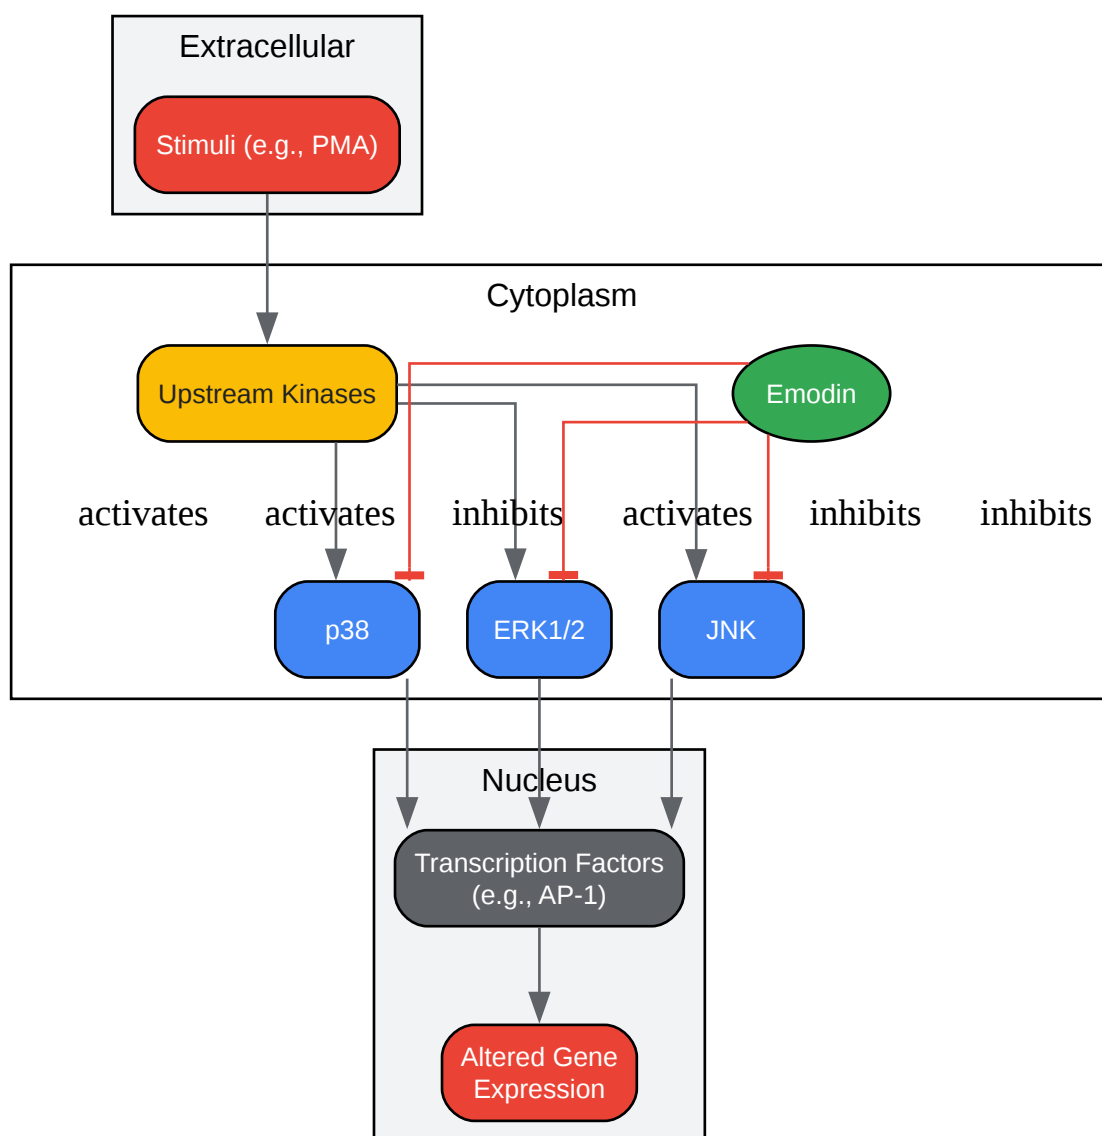 Extracellular
Stimuli (e.g., PMA)
Cytoplasm
Upstream Kinases
Emodin
activates
activates
inhibits
activates
inhibits
inhibits
p38
ERK1/2
JNK
Nucleus
Transcription Factors
(e.g., AP-1)
Altered Gene
Expression